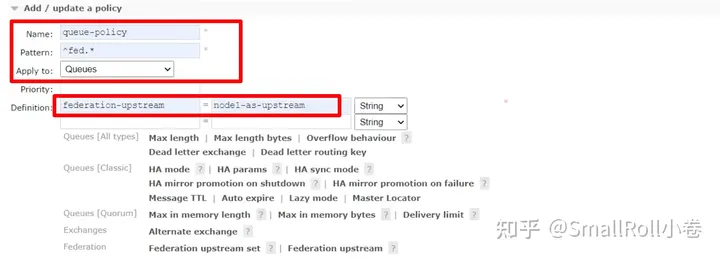 Add / update a policy
Name: queue-policy *
Pattern: ^fed.* *
Apply to: Queues
Priority:
Definition: federation-upstream = node1-as-upstream String *
= String
Queues [All types] Max length | Max length bytes | Overflow behaviour ?
Dead letter exchange | Dead letter routing key
Queues [Classic] HA mode ? | HA params ? | HA sync mode ?
HA mirror promotion on shutdown ? | HA mirror promotion on failure ?
Message TTL | Auto expire | Lazy mode | Master Locator
Queues [Quorum] Max in memory length ? | Max in memory bytes ? | Delivery limit ?
Exchanges Alternate exchange ?
Federation Federation upstream set ? | Federation upstream ?
知乎 @SmallRoll小卷